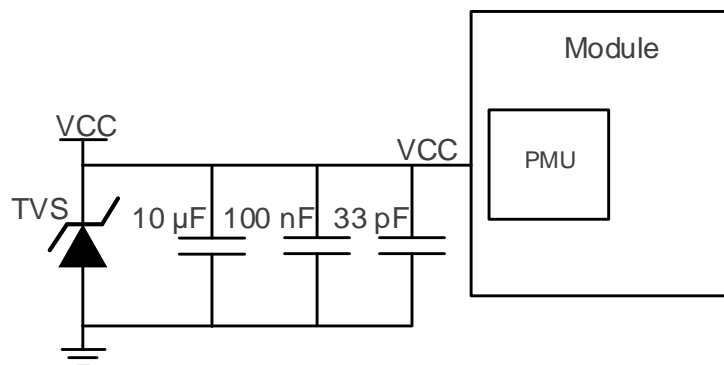 Module
VCC
VCC
PMU
TVS
10 µF
100 nF
33 pF